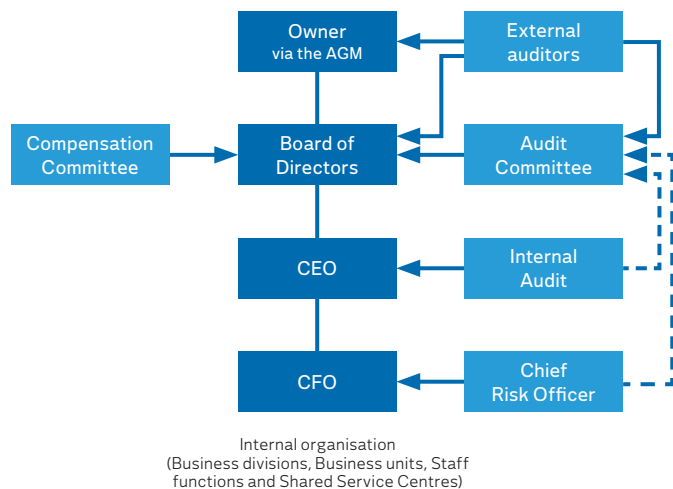 Owner
via the AGM
External
auditors
Compensation
Committee
Board of
Directors
Audit
Committee
CEO
Internal
Audit
CFO
Chief
Risk Officer
Internal organisation
(Business divisions, Business units, Staff
functions and Shared Service Centres)